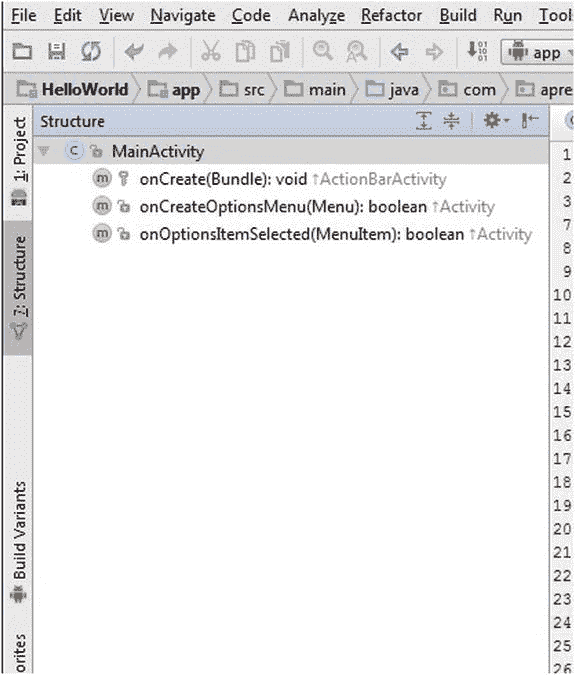 File Edit View Navigate Code Analyze Refactor Build Run Tools
app
HelloWorld app src main java com apres
Structure
MainActivity
onCreate(Bundle): void ↑ActionBarActivity
onCreateOptionsMenu(Menu): boolean ↑Activity
onOptionsItemSelected(MenuItem): boolean ↑Activity
1: Project
7: Structure
Build Variants
orites
1
2
3
7
8
9
10
11
12
13
14
15
16
17
18
19
20
21
22
23
24
25
26